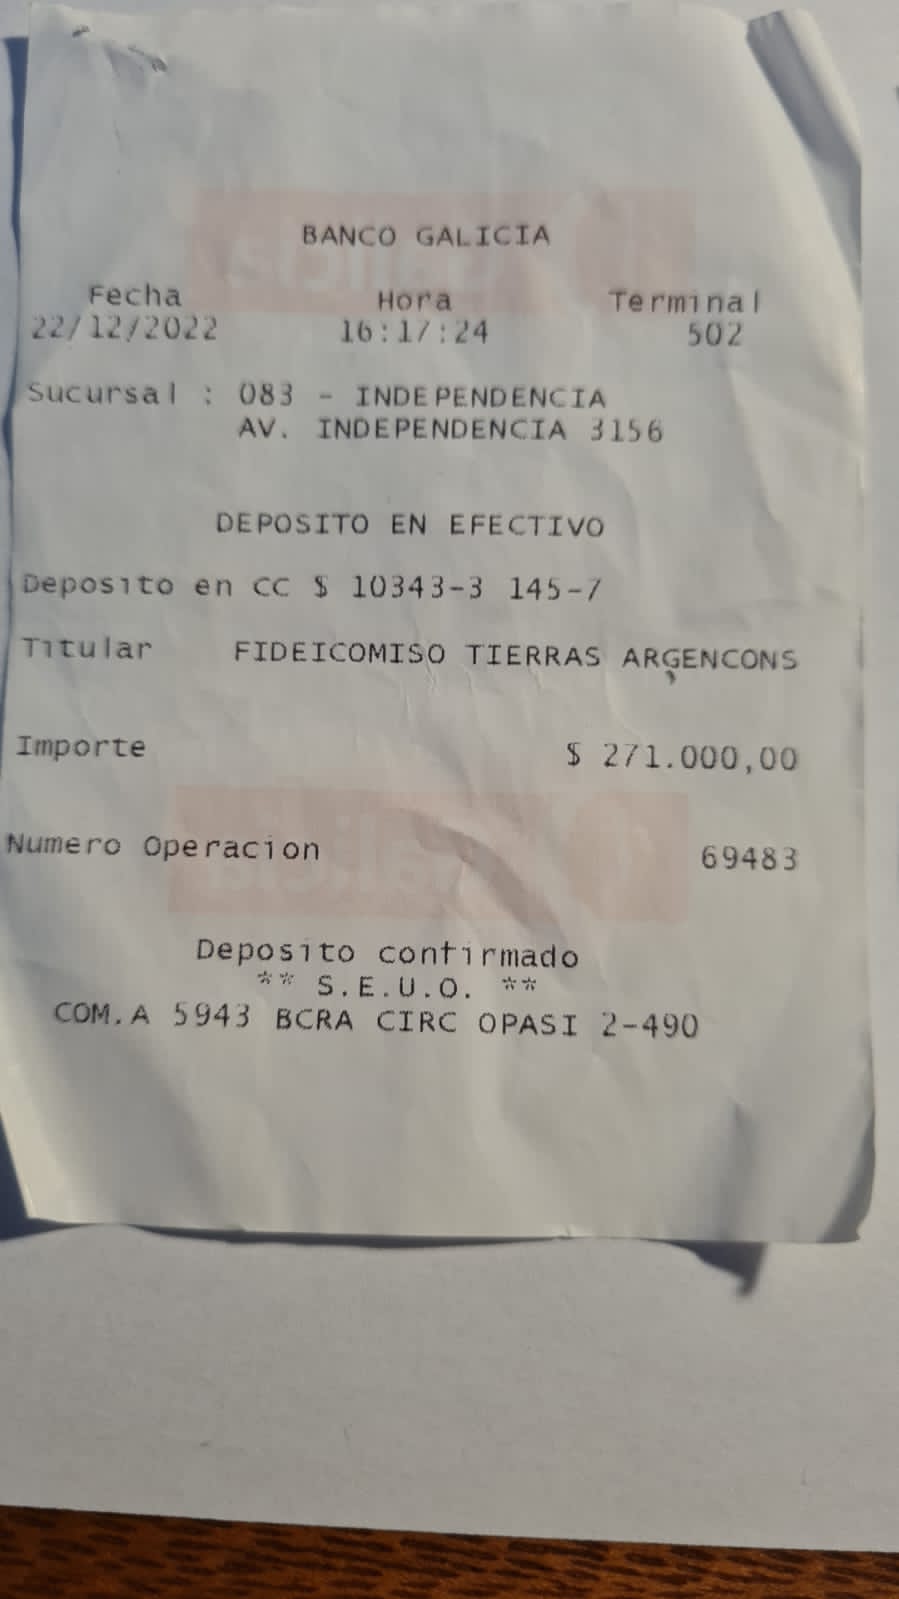 BANCO GALICIA
Fecha Hora Terminal
22/12/2022 16:17:24 502
Sucursal : 083 - INDEPENDENCIA
AV. INDEPENDENCIA 3156
DEPOSITO EN EFECTIVO
Deposito en CC $ 10343-3 145-7
Titular FIDEICOMISO TIERRAS ARGENCONS
Importe $ 271.000,00
Numero Operacion 69483
Deposito confirmado
** S.E.U.O. **
COM.A 5943 BCRA CIRC OPASI 2-490